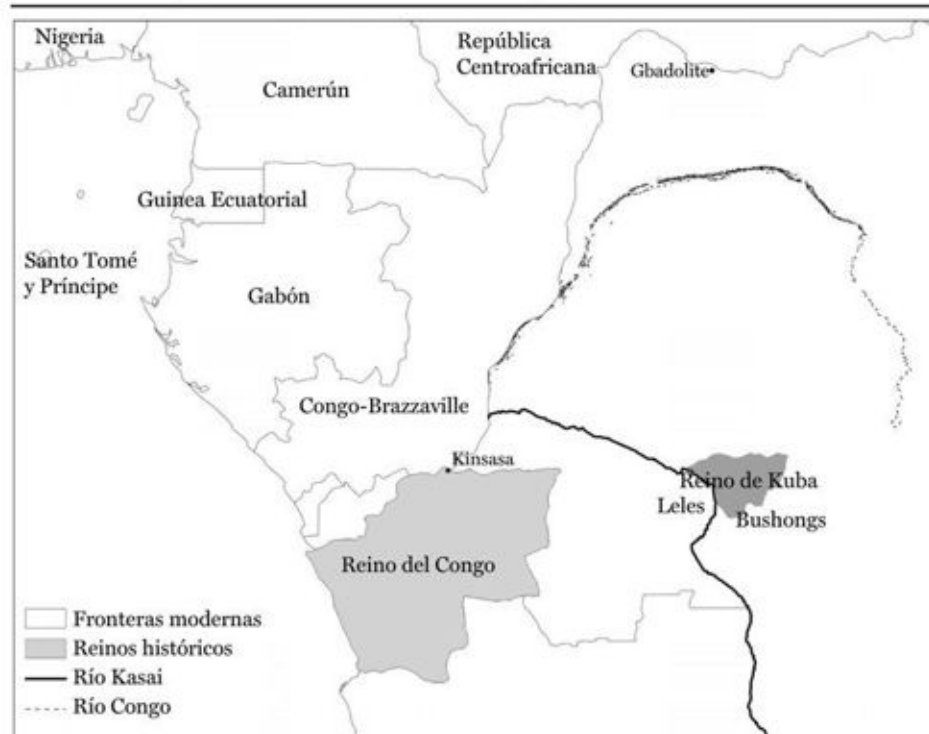 Nigeria
República
Centroafricana
Gbadolite
Camerún
Guinea Ecuatorial
Santo Tomé
y Príncipe
Gabón
Congo-Brazzaville
Kinsasa
Reino de Kuba
Leles
Bushongs
Reino del Congo
Fronteras modernas
Reinos históricos
Río Kasai
Río Congo